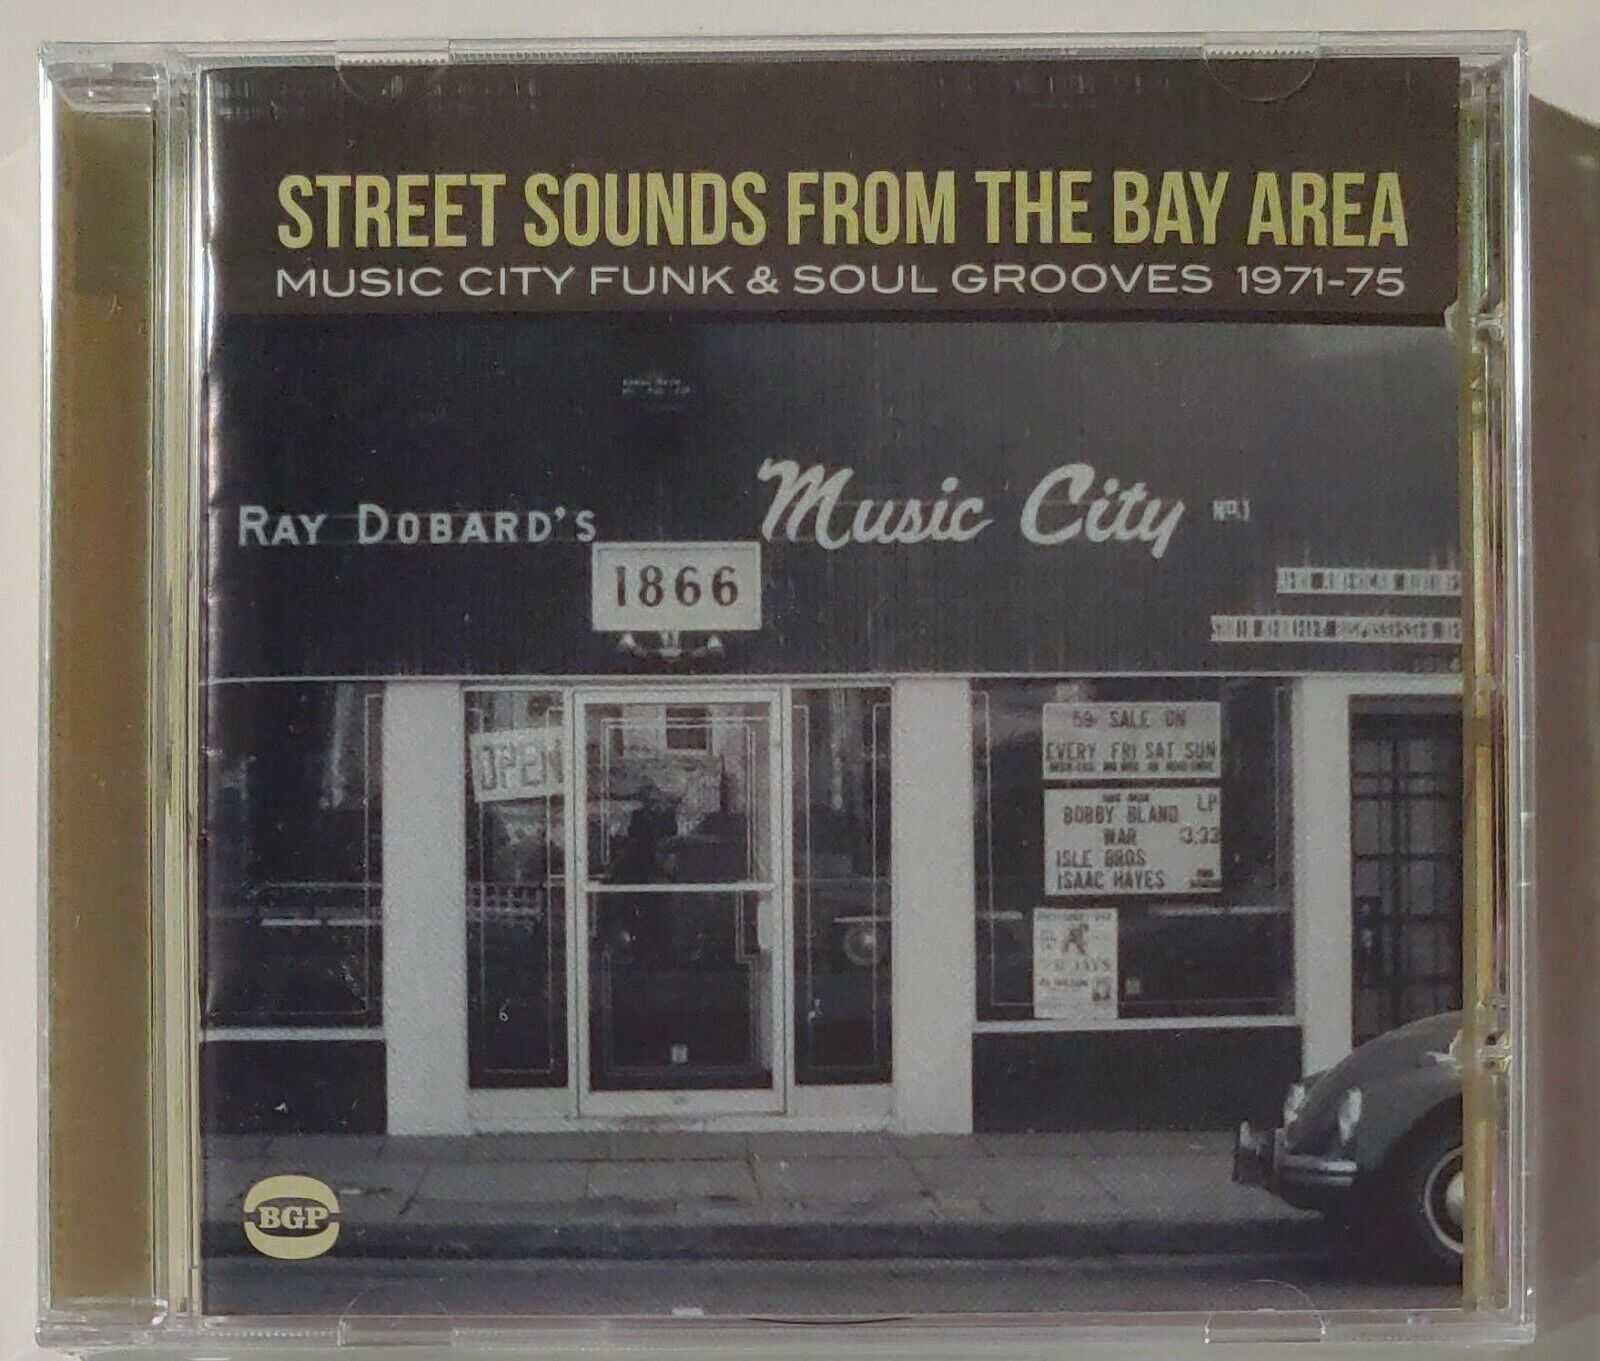 STREET SOUNDS FROM THE BAY AREA
MUSIC CITY FUNK & SOUL GROOVES 1971-75
RAY DOBARD'S
Music City No.1
1866
OPEN
SALE ON
EVERY FRI SAT SUN
BOBBY BLAND LP
WAR 3.33
ISLE BROS
ISAAC HAYES
BGP